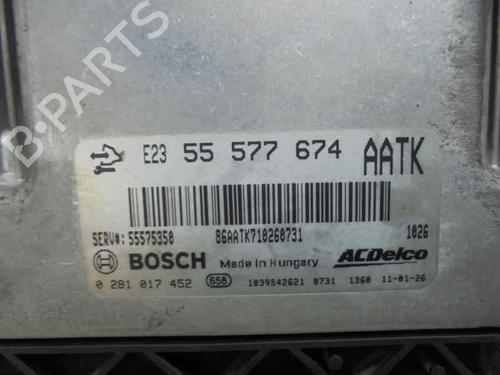 E23 55 577 674 AATK
SERV#: 55575350 86AATK710260731 1026
BOSCH Made in Hungary ACDelco
0 281 017 452 658 1039S42621 0731 1360 11-01-26